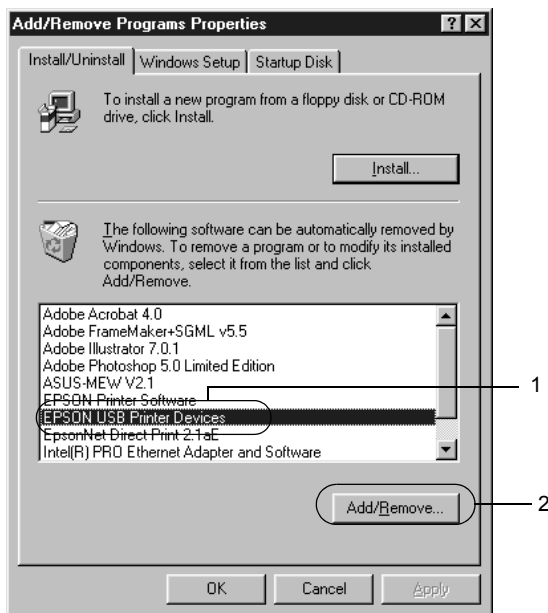 Add/Remove Programs Properties
? X
Install/Uninstall Windows Setup Startup Disk
To install a new program from a floppy disk or CD-ROM
drive, click Install.
Install...
The following software can be automatically removed by
Windows. To remove a program or to modify its installed
components, select it from the list and click
Add/Remove.
Adobe Acrobat 4.0
Adobe FrameMaker+SGML v5.5
Adobe Illustrator 7.0.1
Adobe Photoshop 5.0 Limited Edition
ASUS-MEW V2.1
EPSON Printer Software
EPSON USB Printer Devices
EpsonNet Direct Print 2.1aE
Intel(R) PRO Ethernet Adapter and Software
1
Add/Remove...
2
OK Cancel Apply